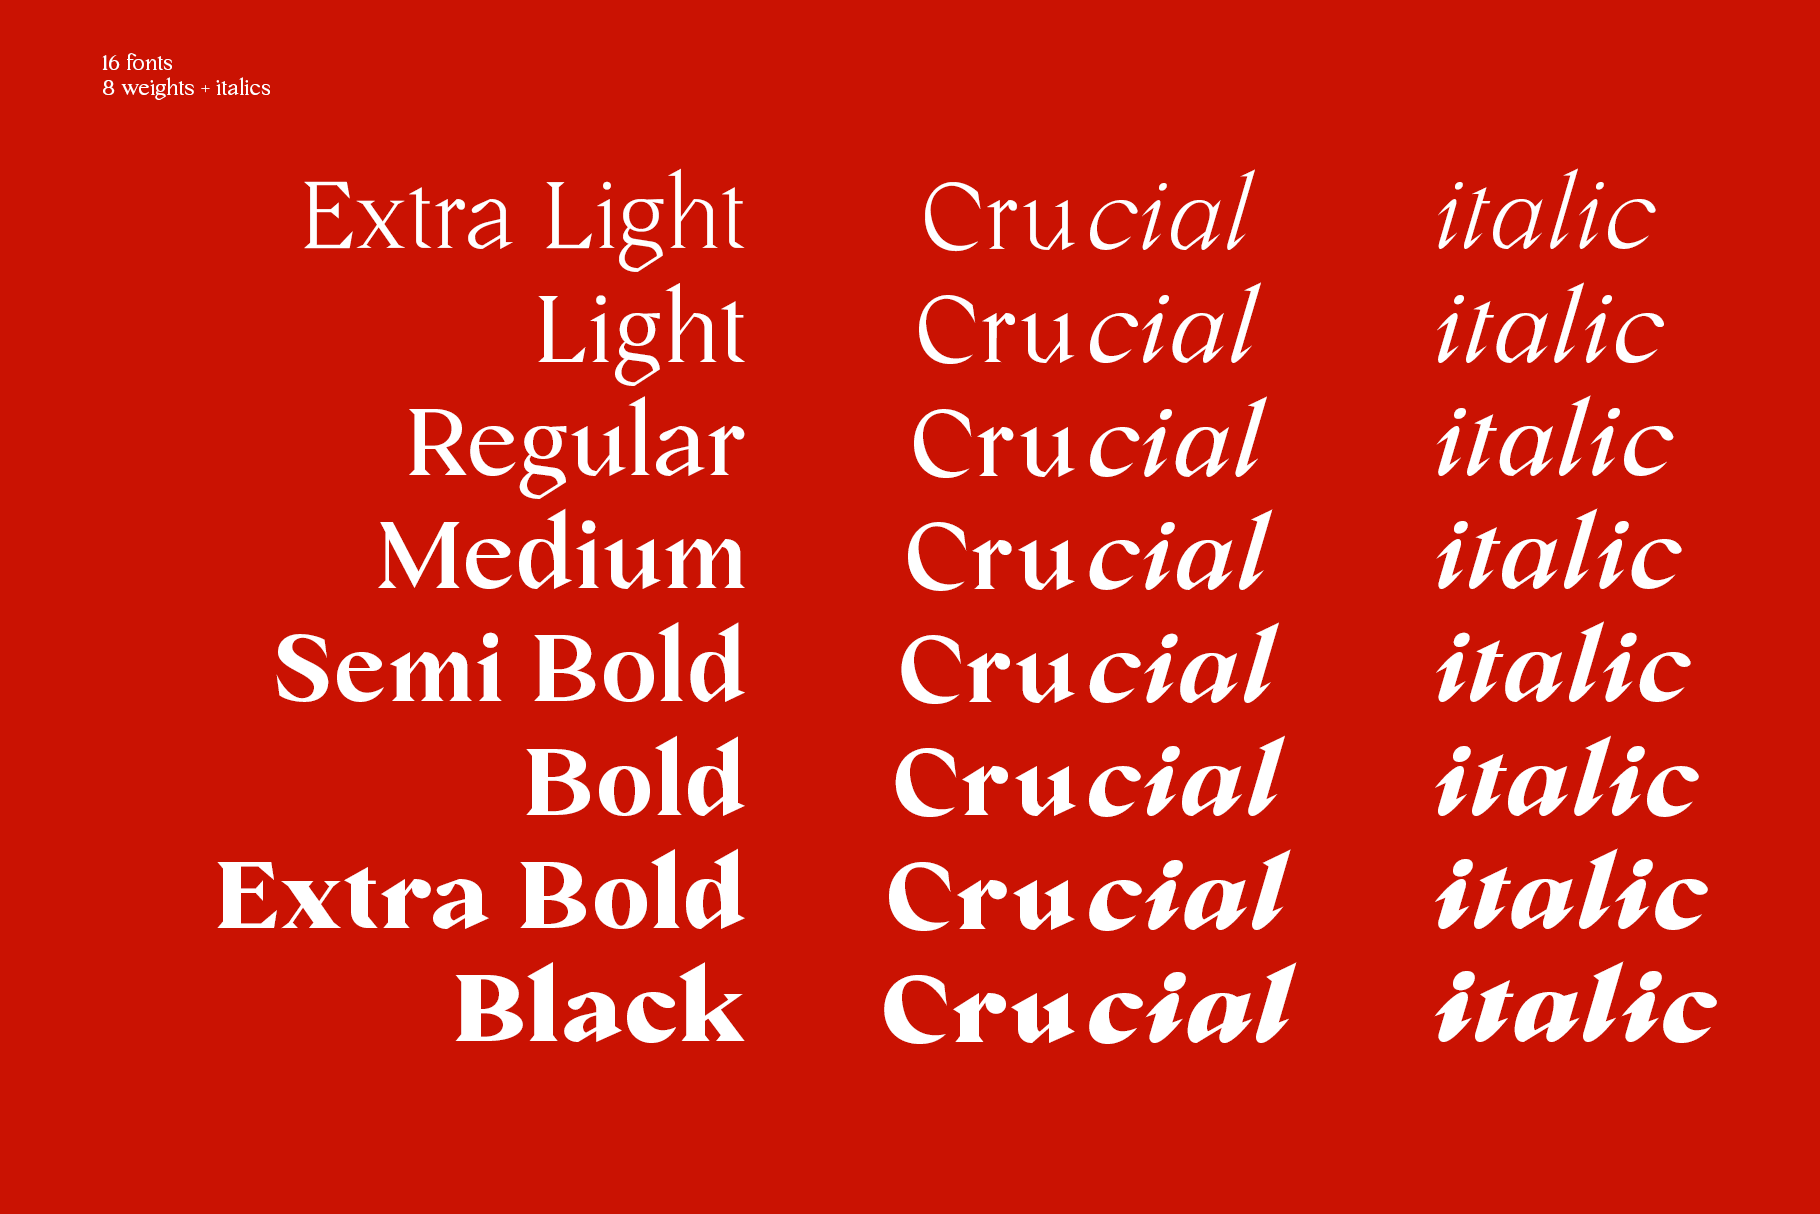 16 fonts
8 weights + italics
Extra Light Crucial italic
Light Crucial italic
Regular Crucial italic
Medium Crucial italic
Semi Bold Crucial italic
Bold Crucial italic
Extra Bold Crucial italic
Black Crucial italic